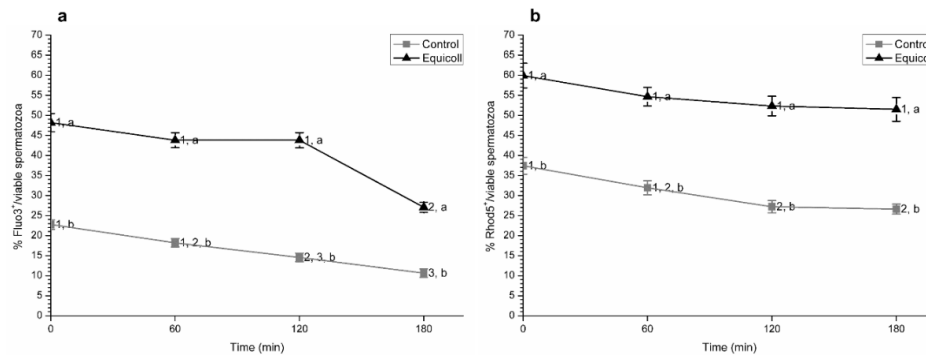 a
Control
Equicoll
% Fluo3⁺/viable spermatozoa
70
65
60
55
50
45
40
35
30
25
20
15
10
5
0
1, a
1, a
1, a
2, a
1, b
1, 2, b
2, 3, b
3, b
0 60 120 180
Time (min)
b
Contro
Equico
% Rhod5⁺/viable spermatozoa
70
65
60
55
50
45
40
35
30
25
20
15
10
5
0
1, a
1, a
1, a
1, a
1, b
1, 2, b
2, b
2, b
0 60 120 180
Time (min)